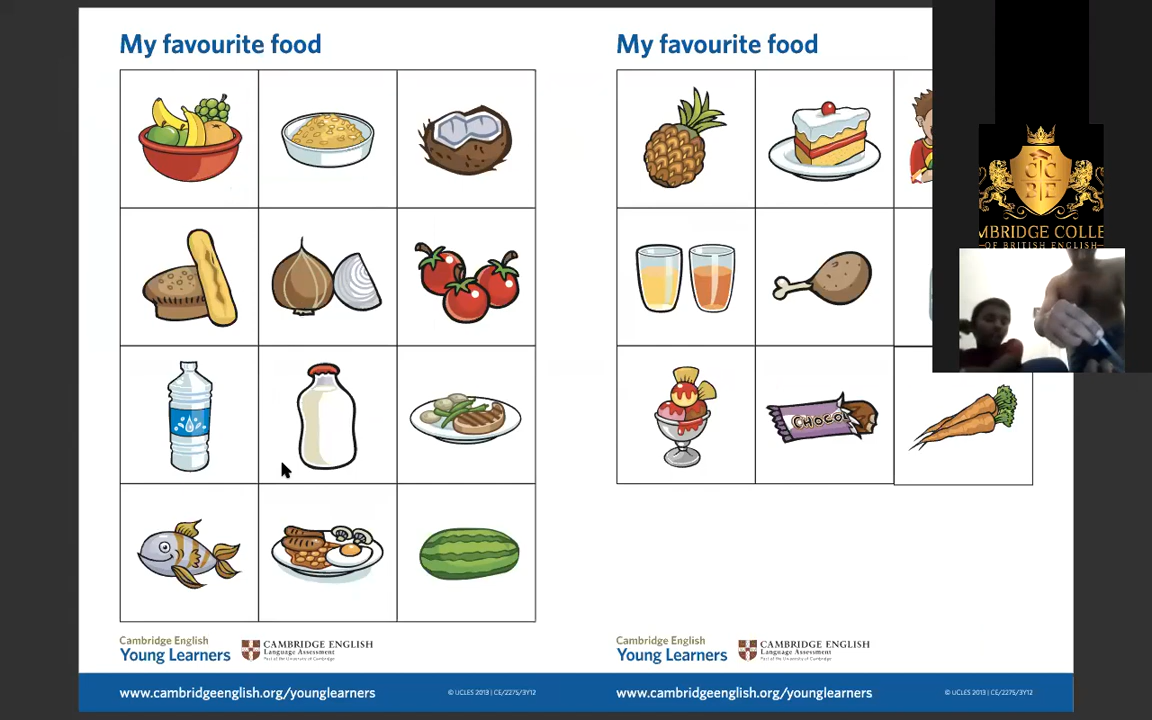 My favourite food
CHOCO
Cambridge English
Young Learners
CAMBRIDGE ENGLISH
Language Assessment
Part of the University of Cambridge
www.cambridgeenglish.org/younglearners
© UCLES 2013 | CE/2275/3Y12
My favourite food
Cambridge English
Young Learners
CAMBRIDGE ENGLISH
Language Assessment
Part of the University of Cambridge
www.cambridgeenglish.org/younglearners
© UCLES 2013 | CE/2275/3Y12
C C
B E
MBRIDGE COLLE
OF BRITISH ENGLISH